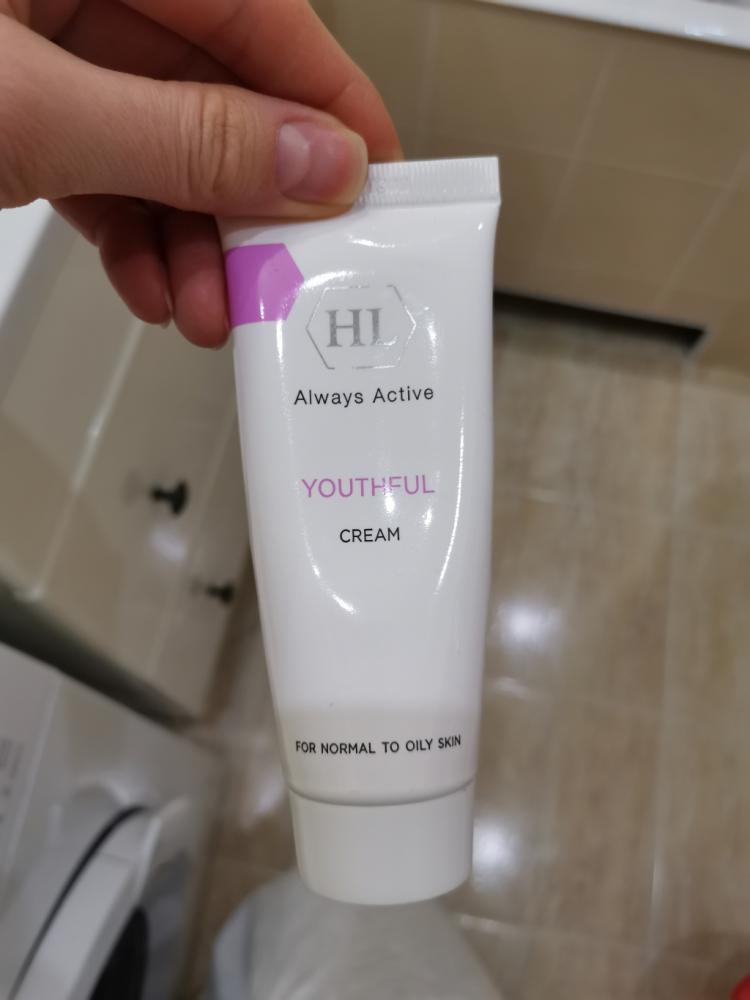 HL
Always Active
YOUTHFUL
CREAM
FOR NORMAL TO OILY SKIN